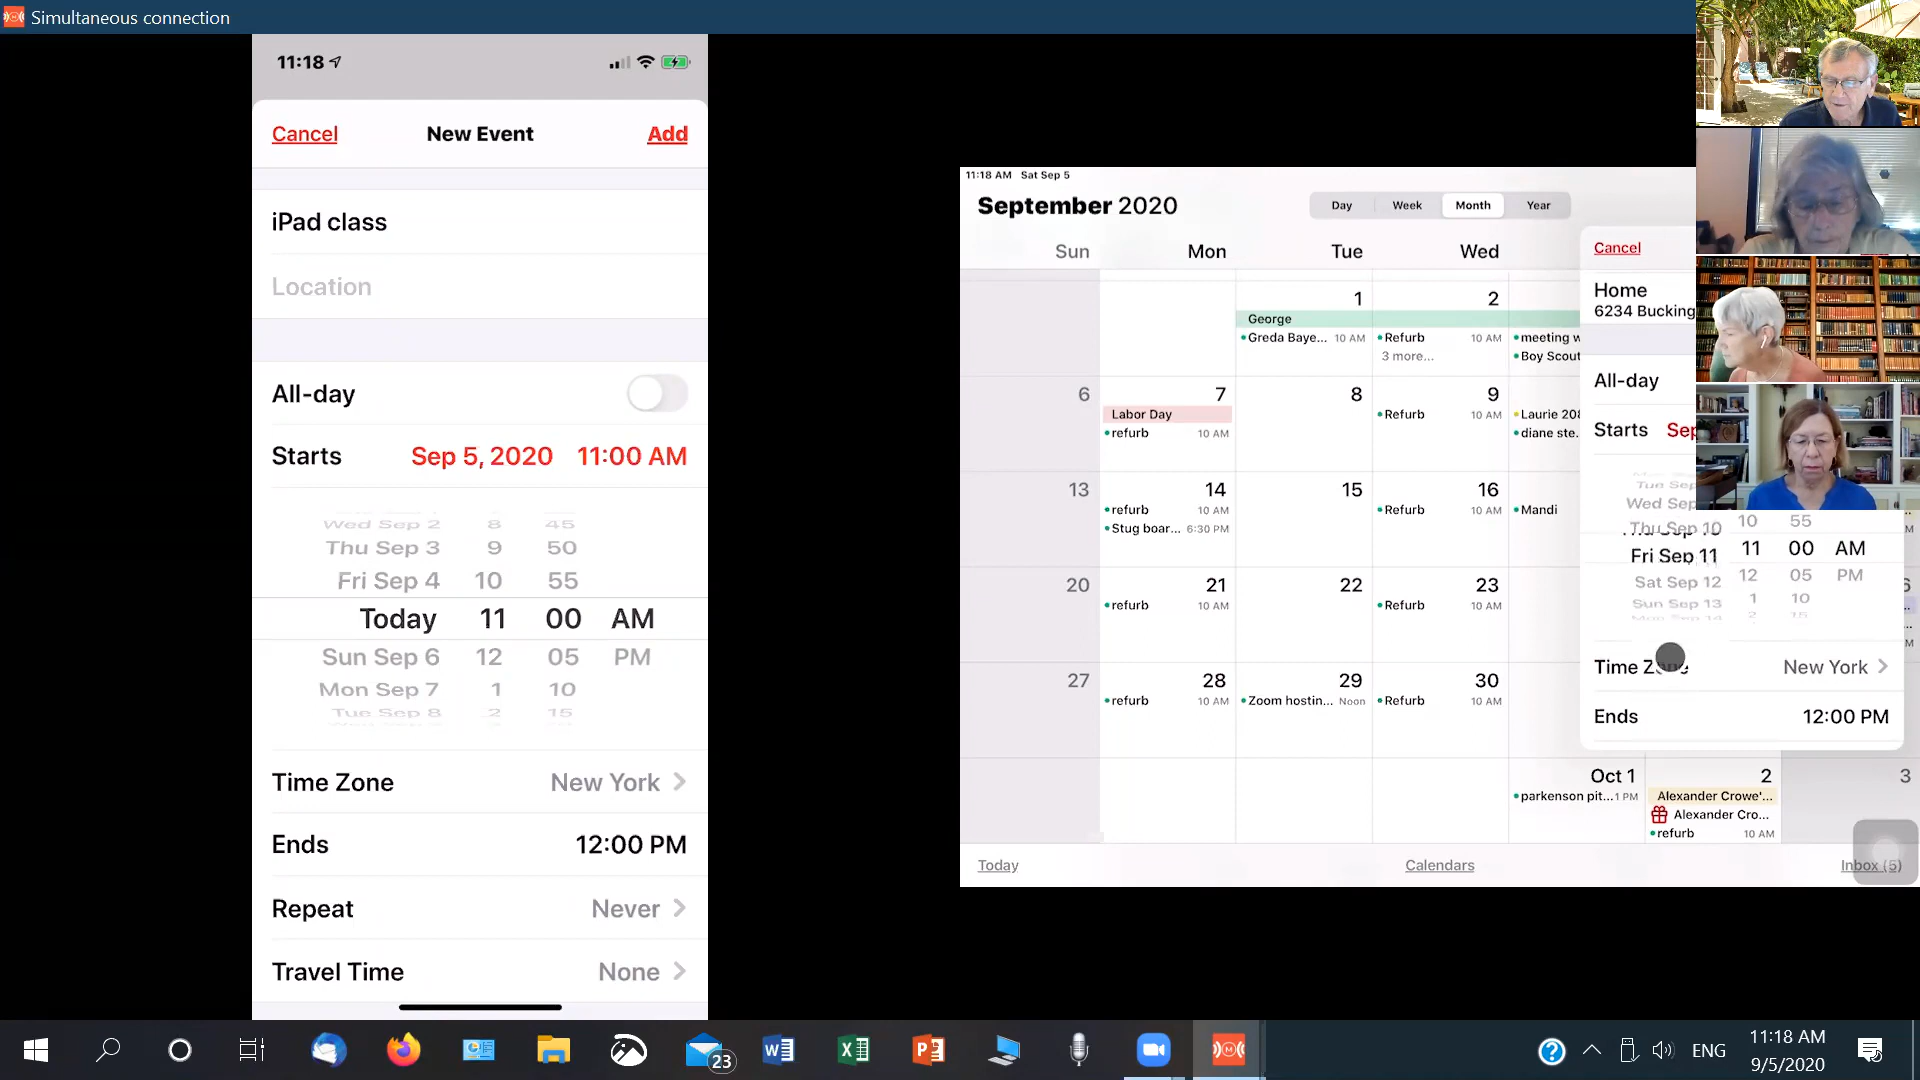 Simultaneous connection
11:18
Cancel New Event Add
iPad class
Location
All-day
Starts Sep 5, 2020 11:00 AM
Wed Sep 2 8 45
Thu Sep 3 9 50
Fri Sep 4 10 55
Today 11 00 AM
Sun Sep 6 12 05 PM
Mon Sep 7 1 10
Tue Sep 8 2 15
Time Zone New York
Ends 12:00 PM
Repeat Never
Travel Time None
11:18 AM Sat Sep 5
September 2020
Day Week Month Year
Sun Mon Tue Wed
1 2
George
Greda Baye... 10 AM Refurb 10 AM meeting w
3 more... Boy Scout
6 7 8 9
Labor Day Refurb 10 AM Laurie 208
refurb 10 AM diane ste.
13 14 15 16
refurb 10 AM Refurb 10 AM Mandi
Stug boar... 6:30 PM
20 21 22 23
refurb 10 AM Refurb 10 AM
27 28 29 30
refurb 10 AM Zoom hostin... Noon Refurb 10 AM
Oct 1 2 3
parkenson pit... 1 PM Alexander Crowe'...
Alexander Cro...
refurb 10 AM
Today Calendars Inbox (5)
Cancel
Home
6234 Bucking
All-day
Starts Sep
Tue Sep
Wed Sep
Thu Sep 10 10 55
Fri Sep 11 11 00 AM
Sat Sep 12 12 05 PM
Sun Sep 13 1 10
Mon Sep 14 2 15
Time Zone New York
Ends 12:00 PM
23
ENG
11:18 AM
9/5/2020